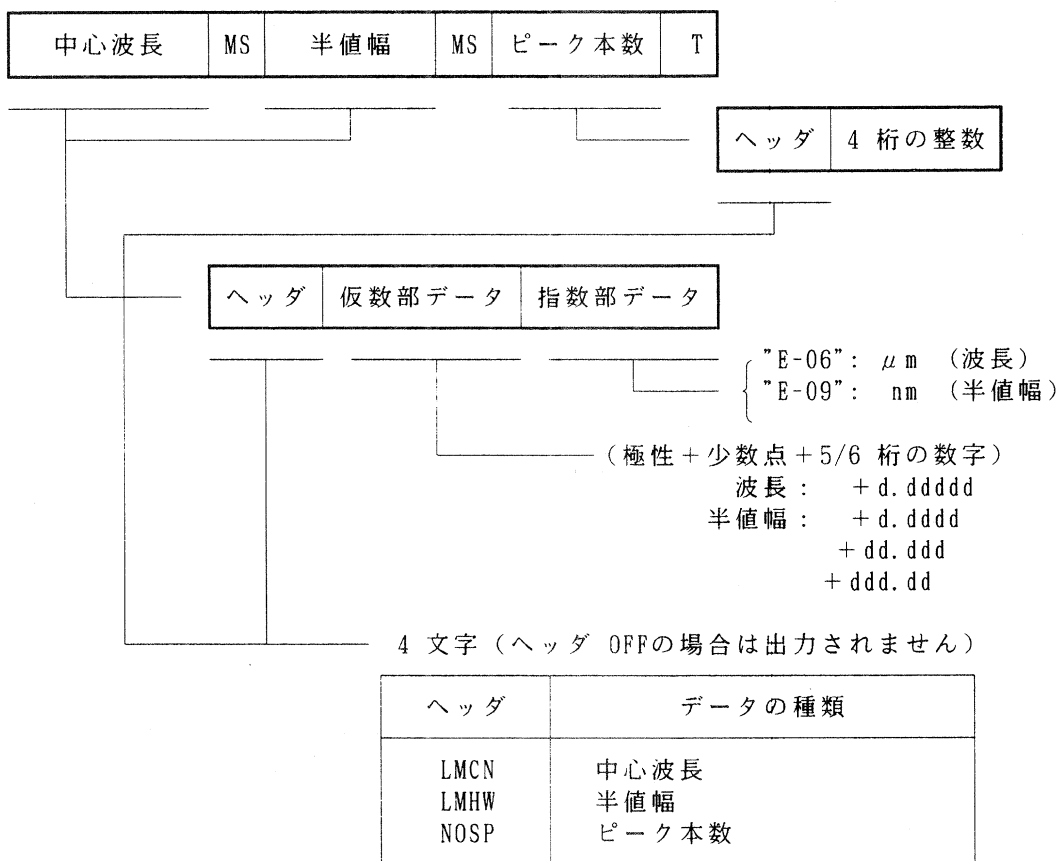 中心波長 MS 半値幅 MS ピーク本数 T
ヘッダ 4 桁の整数
ヘッダ 仮数部データ 指数部データ
"E-06": μm (波長)
"E-09": nm (半値幅)
(極性+少数点+5/6 桁の数字)
波長: +d.ddddd
半値幅: +d.dddd
+dd.ddd
+ddd.dd
4 文字(ヘッダ OFFの場合は出力されません)
ヘッダ データの種類
LMCN 中心波長
LMHW 半値幅
NOSP ピーク本数